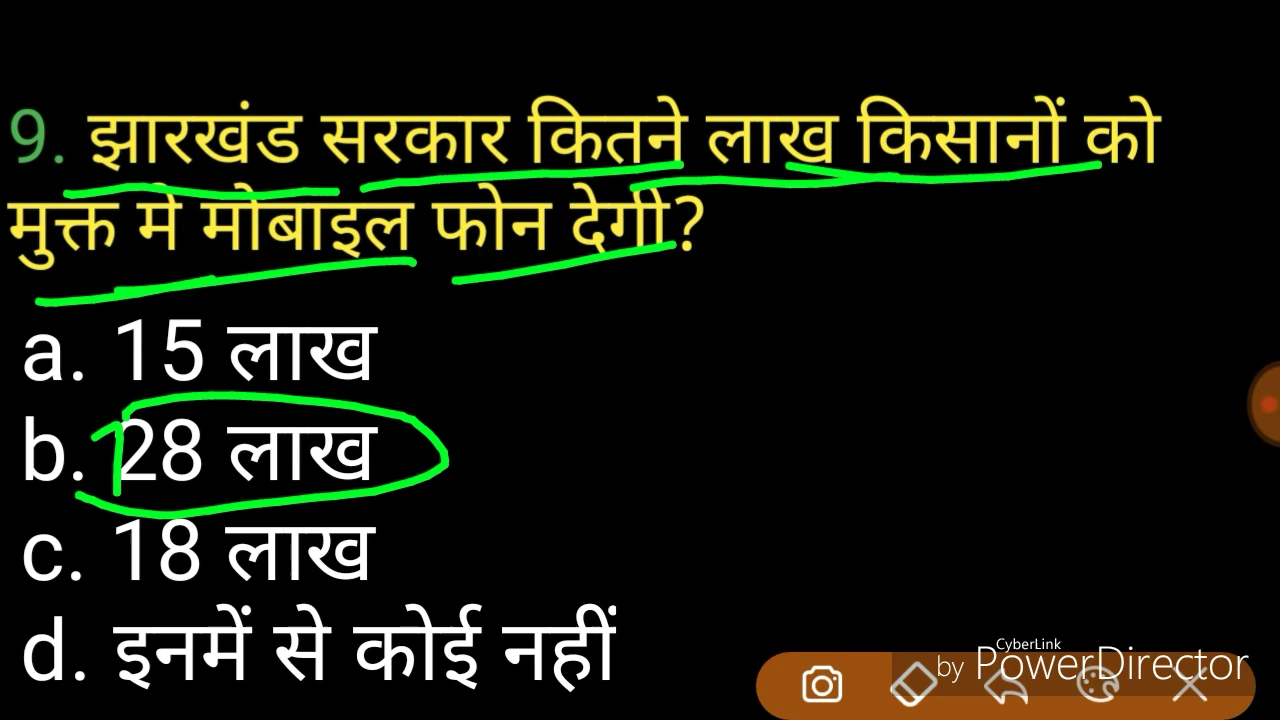 9. झारखंड सरकार कितने लाख किसानों को
मुक्त मे मोबाइल फोन देगी?
a. 15 लाख
b. 28 लाख
c. 18 लाख
d. इनमें से कोई नहीं
CyberLink
by PowerDirector